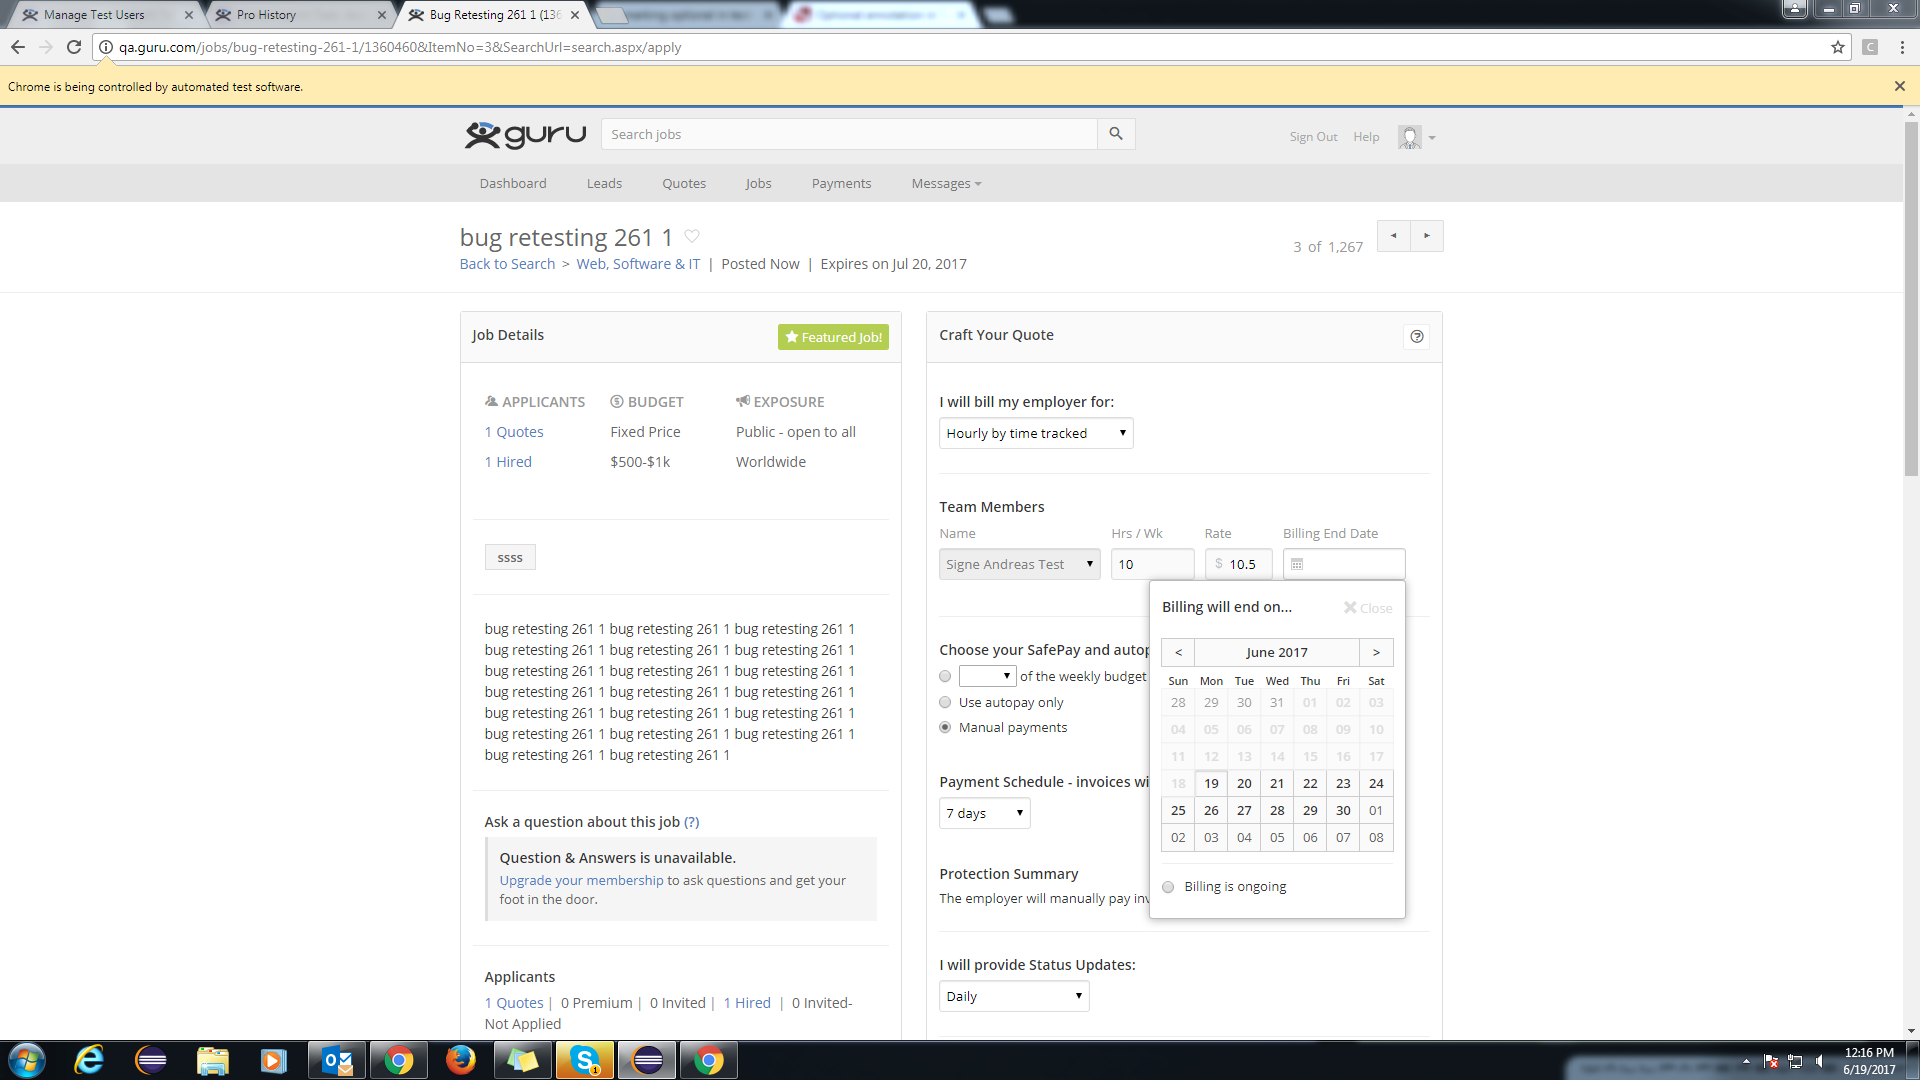 Manage Test Users
Pro History
Bug Retesting 261 1 (136
qa.guru.com/jobs/bug-retesting-261-1/1360460&ItemNo=3&SearchUrl=search.aspx/apply
C
Chrome is being controlled by automated test software.
guru
Search jobs
Sign Out Help
Dashboard Leads Quotes Jobs Payments Messages
bug retesting 261 1
3 of 1,267
Back to Search > Web, Software & IT | Posted Now | Expires on Jul 20, 2017
Job Details
Featured Job!
APPLICANTS BUDGET EXPOSURE
1 Quotes Fixed Price Public - open to all
1 Hired $500-$1k Worldwide
ssss
bug retesting 261 1 bug retesting 261 1 bug retesting 261 1
bug retesting 261 1 bug retesting 261 1 bug retesting 261 1
bug retesting 261 1 bug retesting 261 1 bug retesting 261 1
bug retesting 261 1 bug retesting 261 1 bug retesting 261 1
bug retesting 261 1 bug retesting 261 1 bug retesting 261 1
bug retesting 261 1 bug retesting 261 1 bug retesting 261 1
bug retesting 261 1 bug retesting 261 1
Ask a question about this job (?)
Question & Answers is unavailable.
Upgrade your membership to ask questions and get your
foot in the door.
Applicants
1 Quotes | 0 Premium | 0 Invited | 1 Hired | 0 Invited-
Not Applied
Craft Your Quote
I will bill my employer for:
Hourly by time tracked
Team Members
Name Hrs / Wk Rate Billing End Date
Signe Andreas Test 10 $ 10.5
Choose your SafePay and autop
of the weekly budget
Use autopay only
Manual payments
Payment Schedule - invoices wi
7 days
Protection Summary
The employer will manually pay inv
I will provide Status Updates:
Daily
Billing will end on...
Close
< June 2017 >
Sun Mon Tue Wed Thu Fri Sat
28 29 30 31 01 02 03
04 05 06 07 08 09 10
11 12 13 14 15 16 17
18 19 20 21 22 23 24
25 26 27 28 29 30 01
02 03 04 05 06 07 08
Billing is ongoing
12:16 PM
6/19/2017